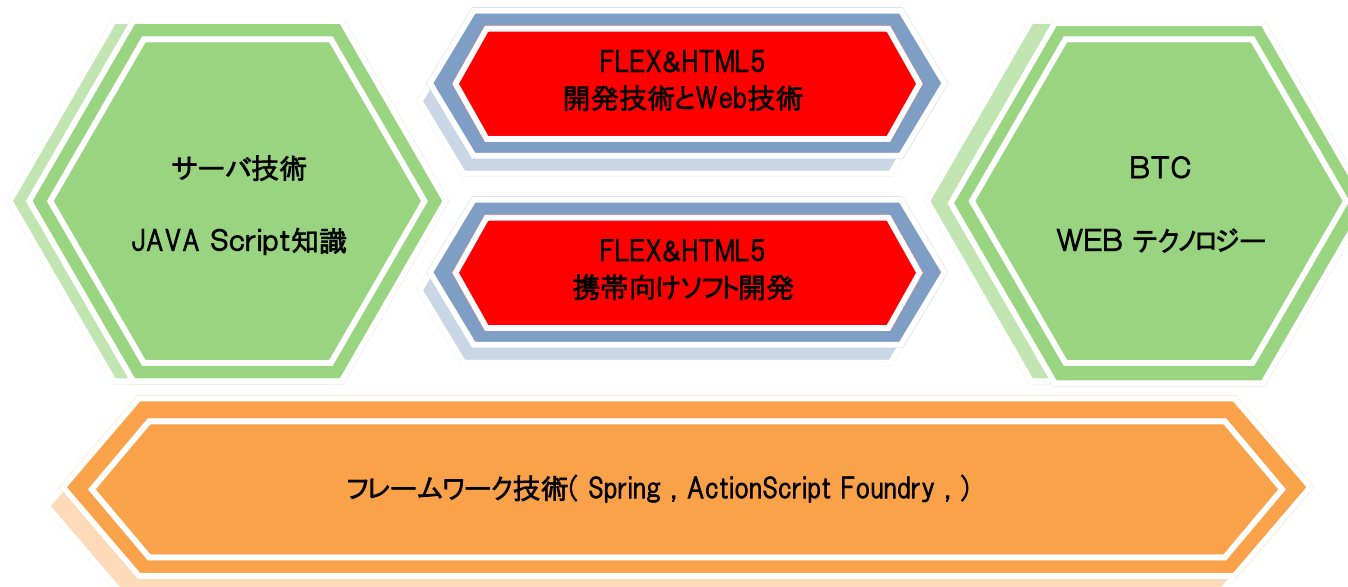 サーバ技術
JAVA Script知識
FLEX&HTML5
開発技術とWeb技術
FLEX&HTML5
携帯向けソフト開発
BTC
WEB テクノロジー
フレームワーク技術( Spring , ActionScript Foundry , )